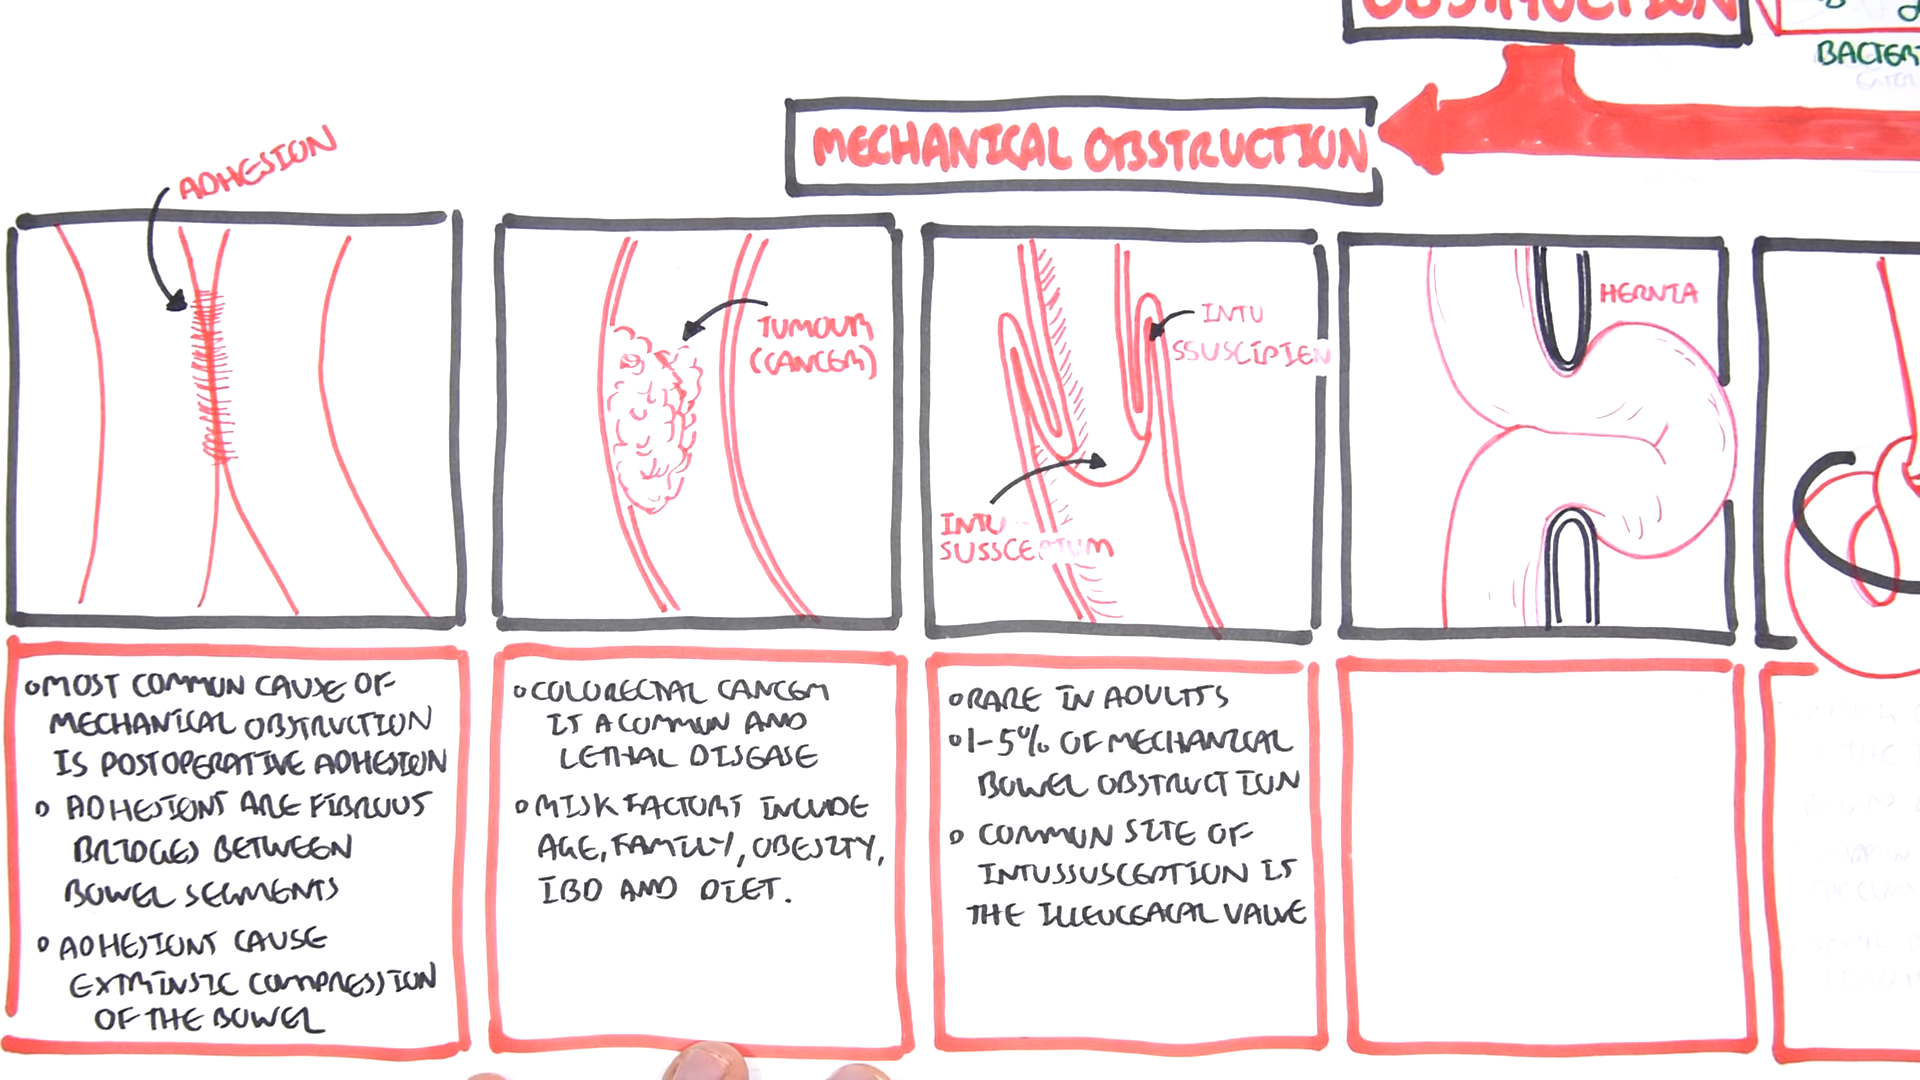 OBSTRUCTION
BACTER
MECHANICAL OBSTRUCTION
ADHESION
TUMOUR
(CANCER)
INTU
SSUSCIPIEN
INTU
SUSSCEPTUM
HERNIA
MOST COMMON CAUSE OF
MECHANICAL OBSTRUCTION
IS POSTOPERATIVE ADHESION
ADHESIONS ARE FIBROUS
BRIDGES BETWEEN
BOWEL SEGMENTS
ADHESIONS CAUSE
EXTRINSIC COMPRESSION
OF THE BOWEL
COLORECTAL CANCER
IS A COMMON AND
LETHAL DISEASE
RISK FACTORS INCLUDE
AGE, FAMILY, OBESITY,
IBD AND DIET.
RARE IN ADULTS
1-5% OF MECHANICAL
BOWEL OBSTRUCTION
COMMON SITE OF
INTUSSUSCEPTION IS
THE ILLEOCEACAL VALVE